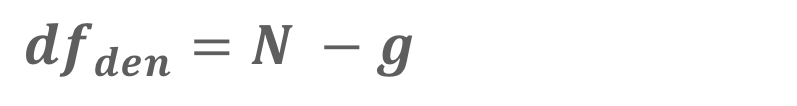 df_den = N − g